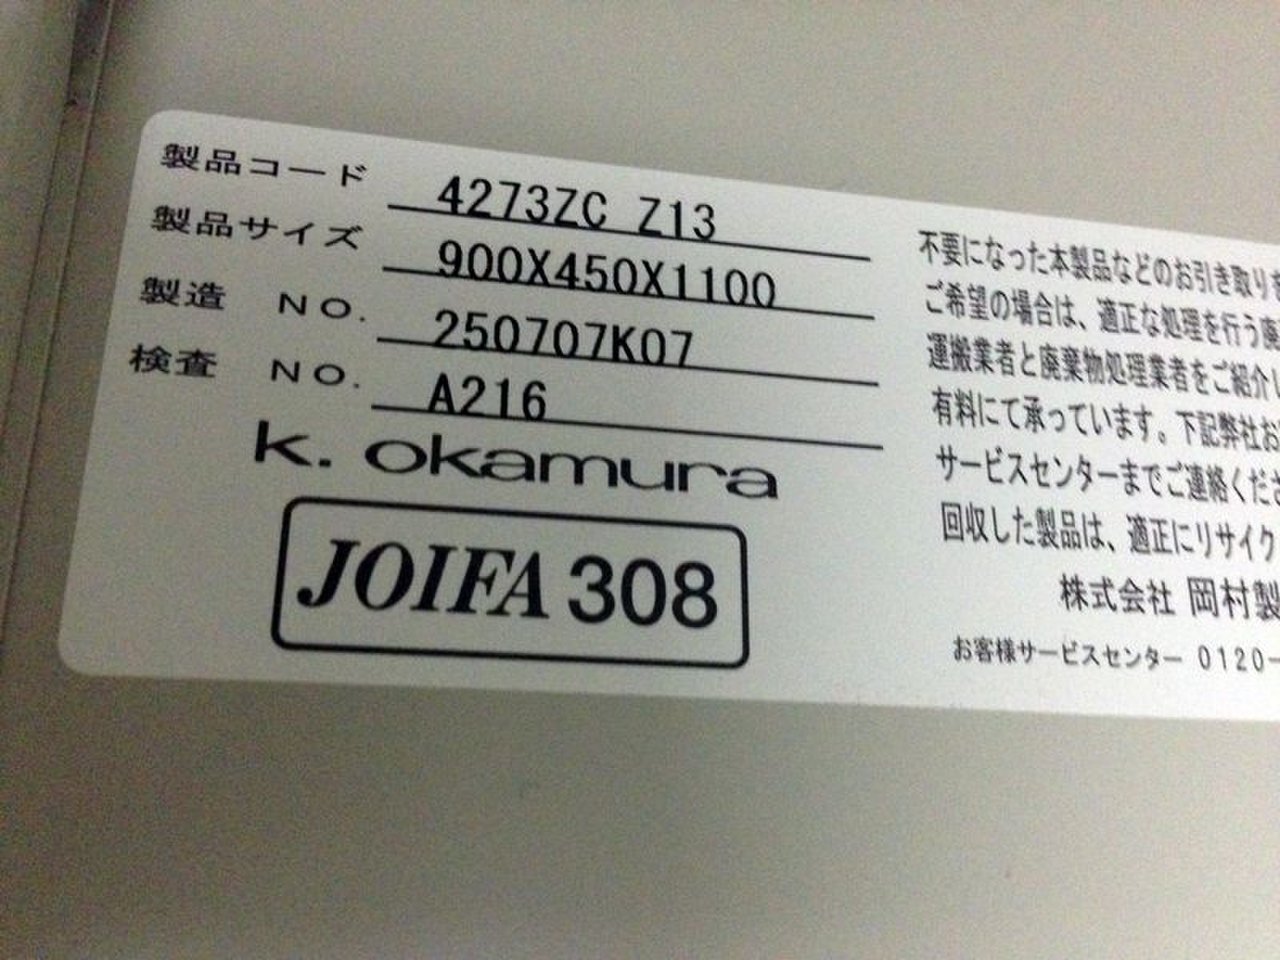 製品コード 4273ZC Z13
製品サイズ 900X450X1100
製造 NO. 250707K07
検査 NO. A216
k. okamura
JOIFA 308
不要になった本製品などのお引き取り
ご希望の場合は、適正な処理を行う廃
運搬業者と廃棄物処理業者をご紹介し
有料にて承っています。下記弊社お
サービスセンターまでご連絡くださ
回収した製品は、適正にリサイク
株式会社 岡村製
お客様サービスセンター 0120-